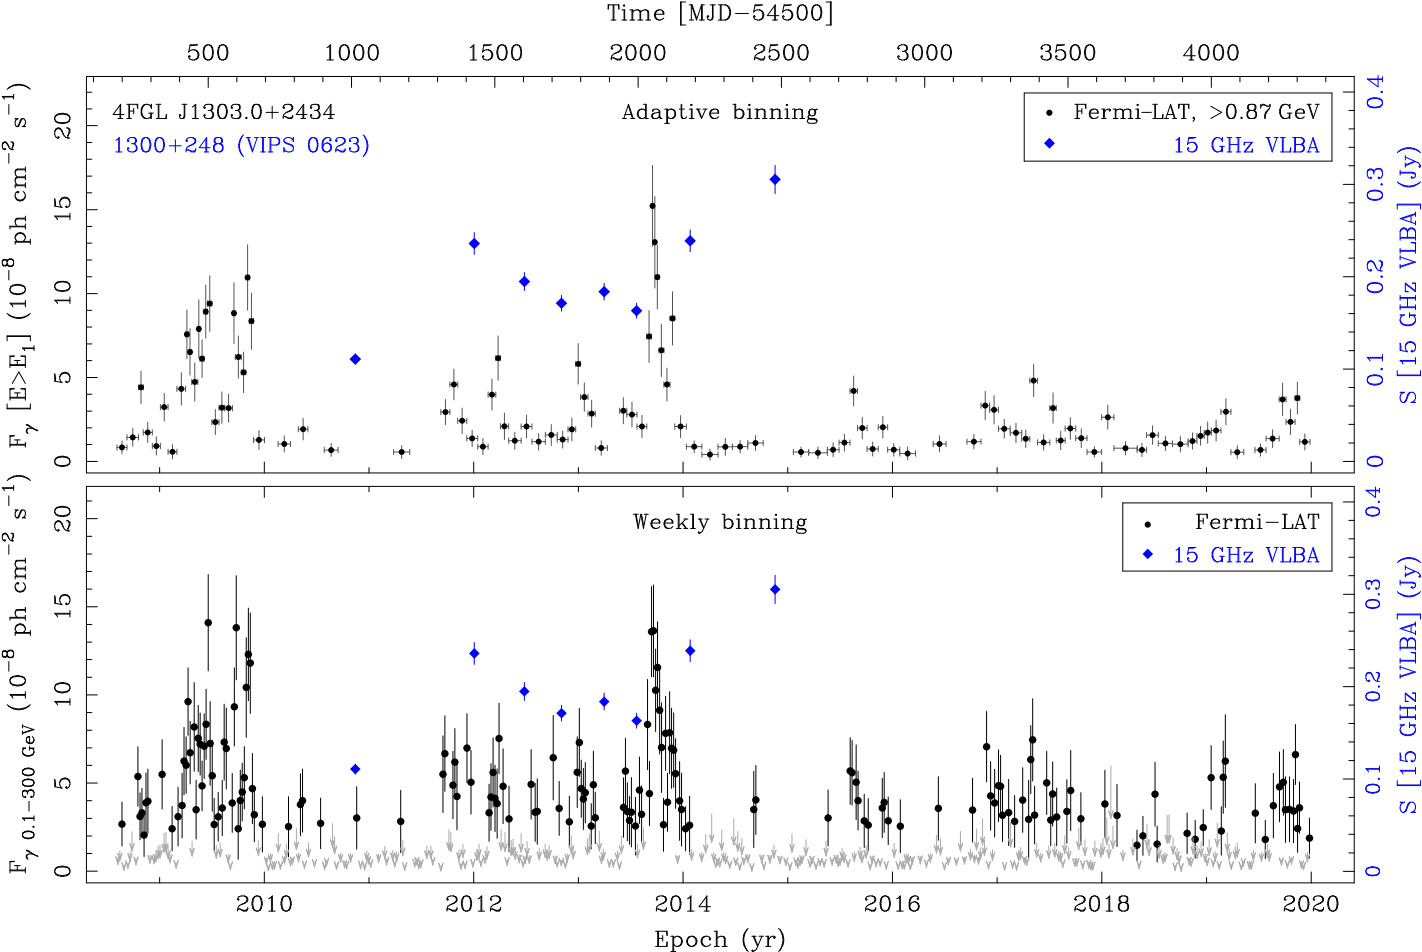 Time [MJD−54500]
500 1000 1500 2000 2500 3000 3500 4000
4FGL J1303.0+2434
1300+248 (VIPS 0623)
Adaptive binning
Fermi−LAT, >0.87 GeV
15 GHz VLBA
F_γ [E>E_1] (10^−8 ph cm^−2 s^−1)
20
15
10
5
0
0.4
0.3
0.2
0.1
0
S [15 GHz VLBA] (Jy)
Weekly binning
Fermi−LAT
15 GHz VLBA
F_γ 0.1−300 GeV (10^−8 ph cm^−2 s^−1)
20
15
10
5
0
0.4
0.3
0.2
0.1
0
S [15 GHz VLBA] (Jy)
2010 2012 2014 2016 2018 2020
Epoch (yr)